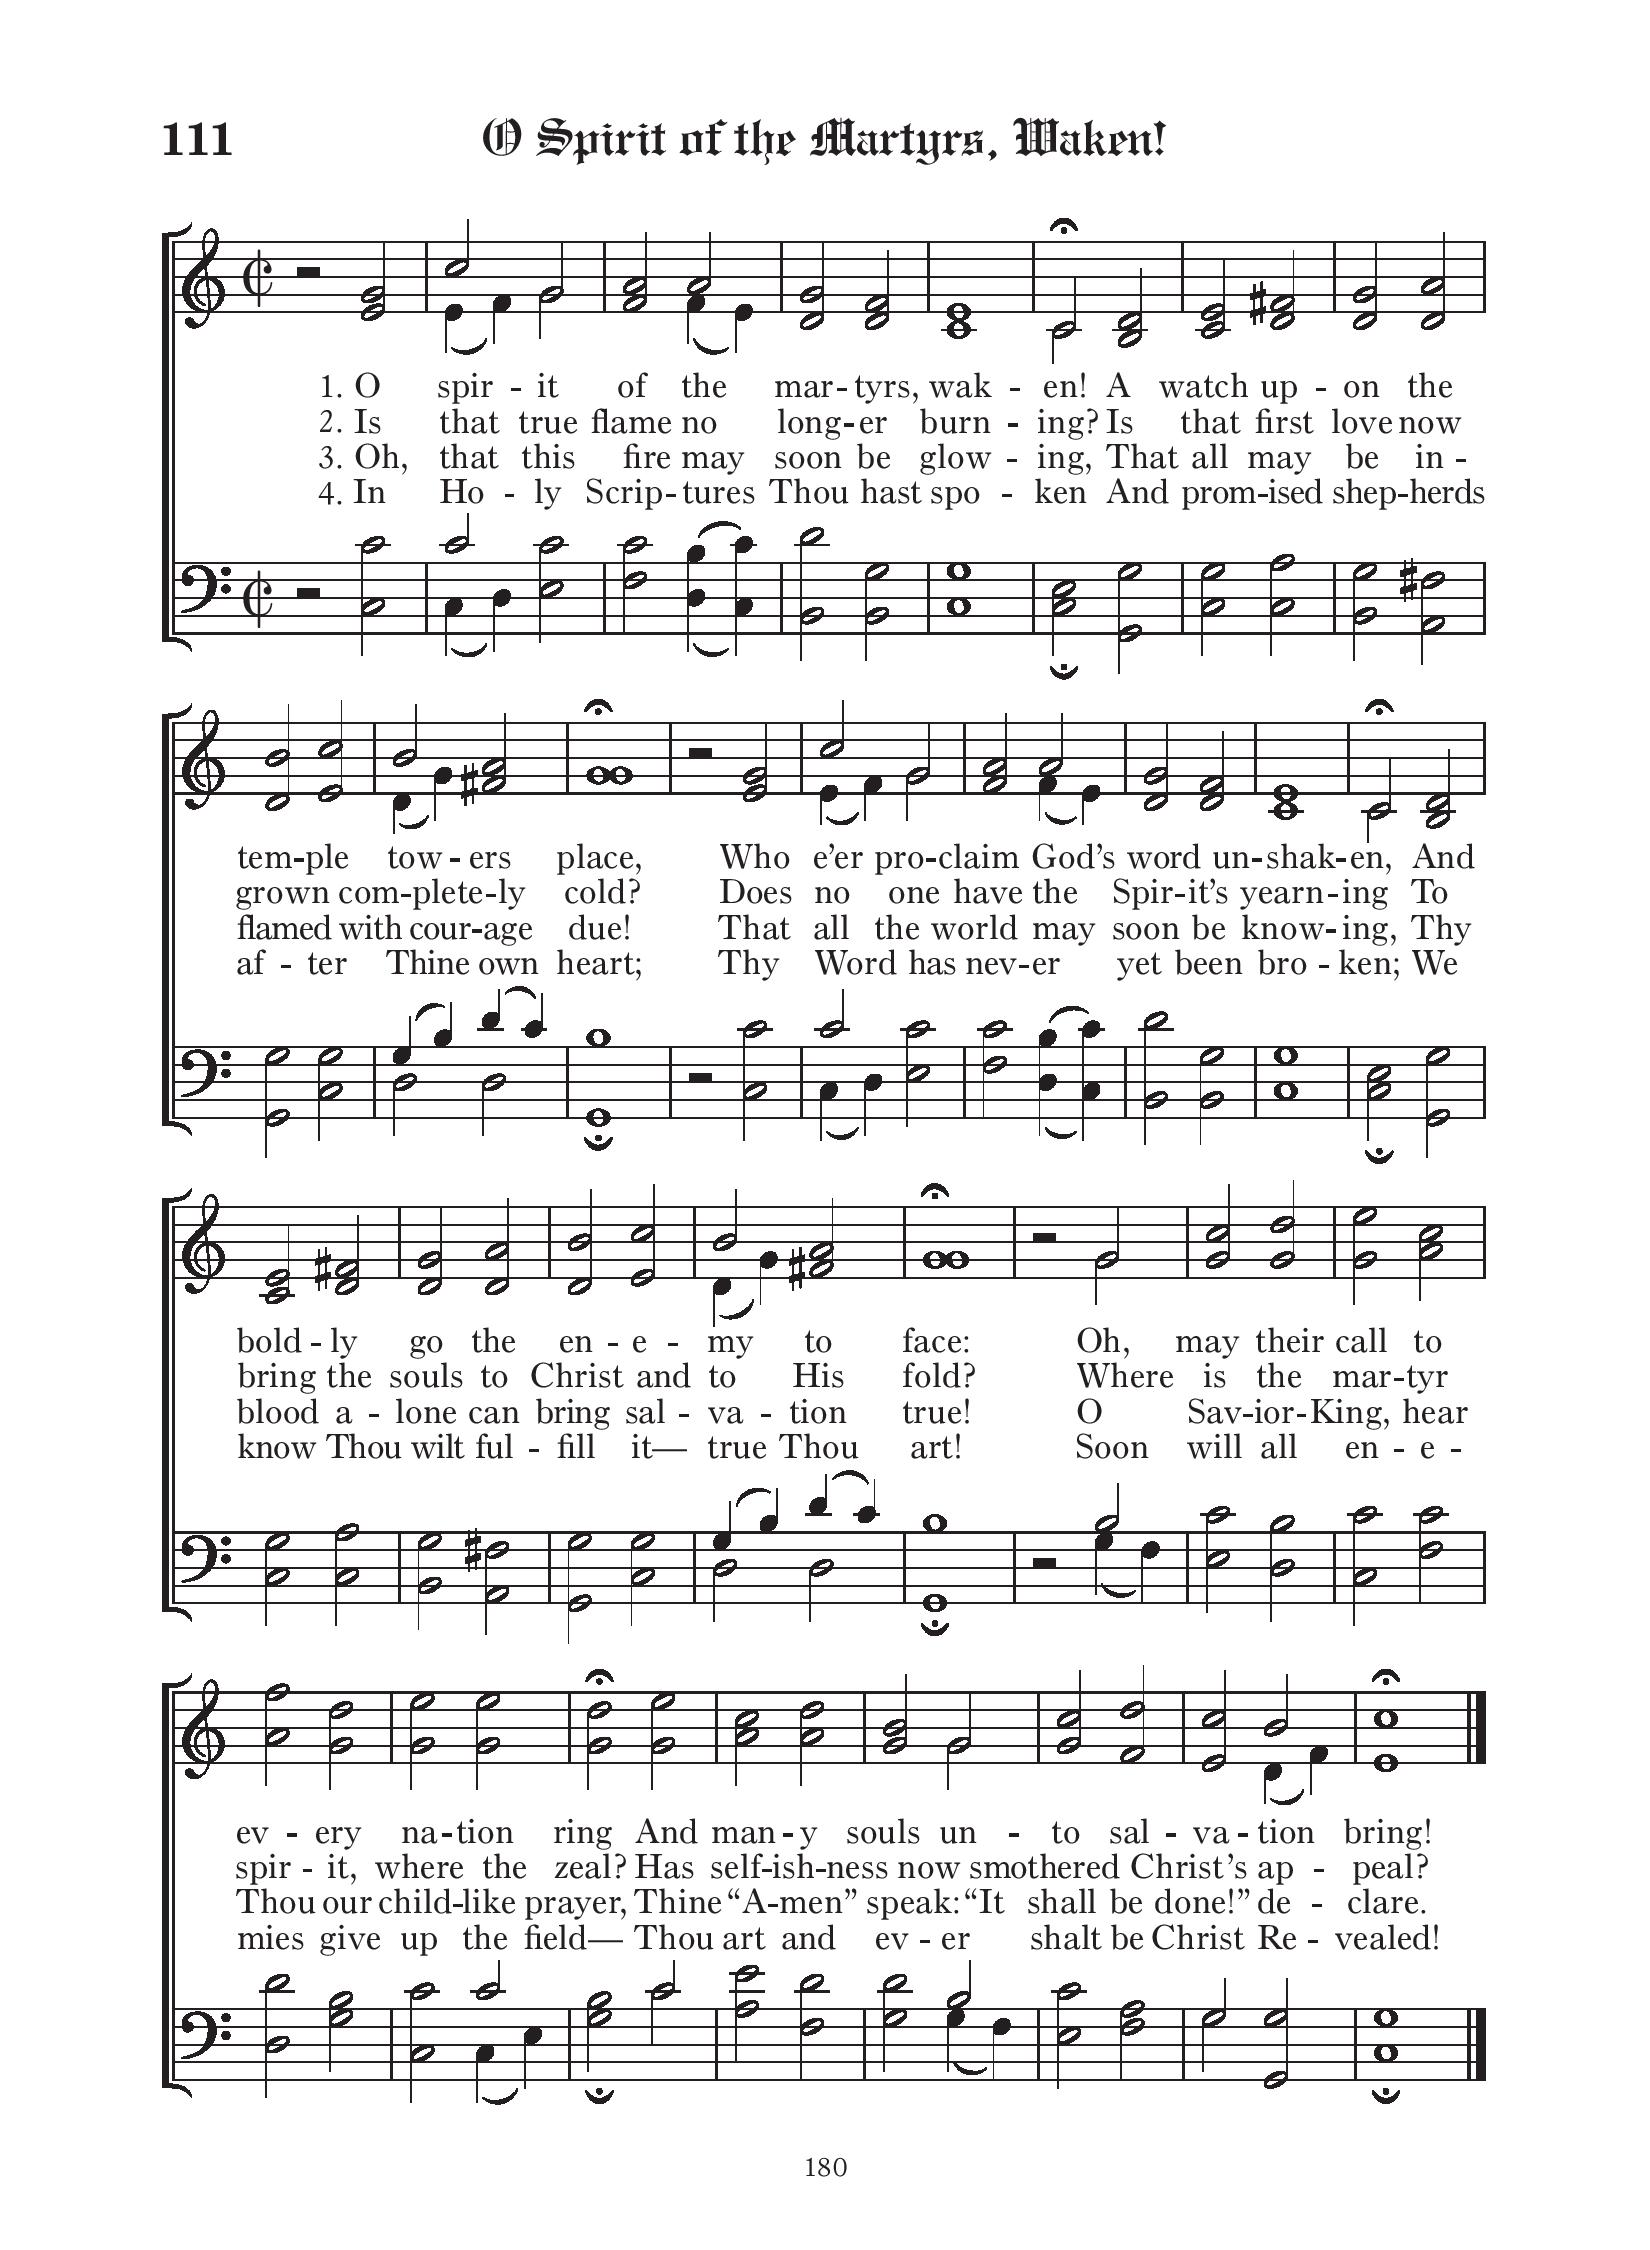 111 O Spirit of the Martyrs, Waken!
1. O spir - it of the mar - tyrs, wak - en! A watch up - on the
2. Is that true flame no long - er burn - ing? Is that first love now
3. Oh, that this fire may soon be glow - ing, That all may be in -
4. In Ho - ly Scrip - tures Thou hast spo - ken And prom - ised shep - herds
tem - ple tow - ers place, Who e’er pro - claim God’s word un - shak - en, And
grown com - plete - ly cold? Does no one have the Spir - it’s yearn - ing To
flamed with cour - age due! That all the world may soon be know - ing, Thy
af - ter Thine own heart; Thy Word has nev - er yet been bro - ken; We
bold - ly go the en - e - my to face: Oh, may their call to
bring the souls to Christ and to His fold? Where is the mar - tyr
blood a - lone can bring sal - va - tion true! O Sav - ior - King, hear
know Thou wilt ful - fill it— true Thou art! Soon will all en - e -
ev - ery na - tion ring And man - y souls un - to sal - va - tion bring!
spir - it, where the zeal? Has self - ish - ness now smothered Christ’s ap - peal?
Thou our child - like prayer, Thine “A - men” speak: “It shall be done!” de - clare.
mies give up the field— Thou art and ev - er shalt be Christ Re - vealed!
180